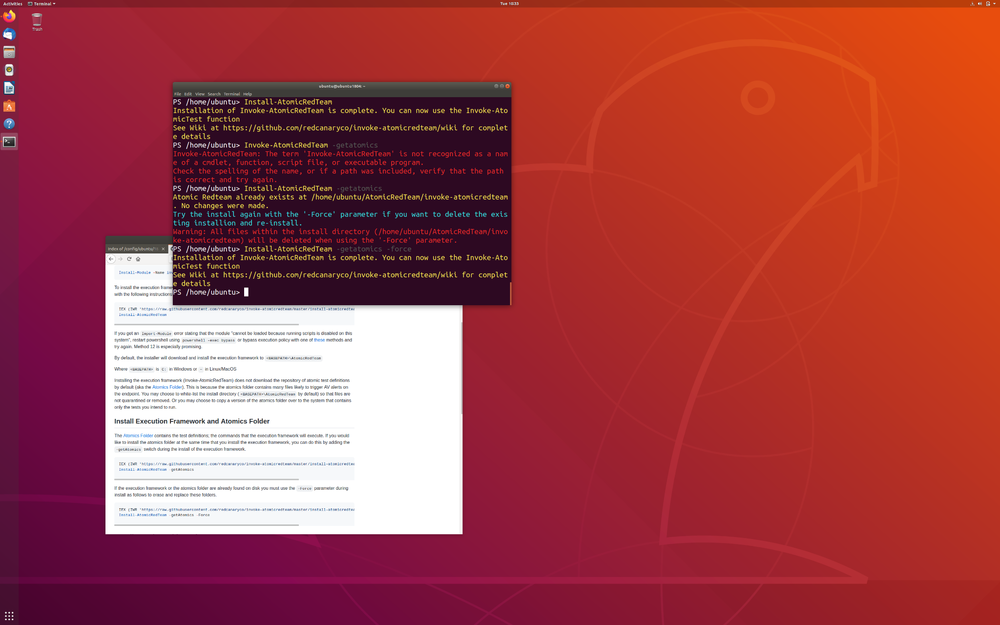 Activities
Terminal
Tue 10:33
Trash
ubuntu@ubuntu1804: ~
File Edit View Search Terminal Help
PS /home/ubuntu> Install-AtomicRedTeam
Installation of Invoke-AtomicRedTeam is complete. You can now use the Invoke-Ato
micTest function
See Wiki at https://github.com/redcanaryco/invoke-atomicredteam/wiki for complet
e details
PS /home/ubuntu> Invoke-AtomicRedTeam -getatomics
Invoke-AtomicRedTeam: The term 'Invoke-AtomicRedTeam' is not recognized as a nam
e of a cmdlet, function, script file, or executable program.
Check the spelling of the name, or if a path was included, verify that the path
is correct and try again.
PS /home/ubuntu> Install-AtomicRedTeam -getatomics
Atomic Redteam already exists at /home/ubuntu/AtomicRedTeam/invoke-atomicredteam
. No changes were made.
Try the install again with the '-Force' parameter if you want to delete the exis
ting installion and re-install.
Warning: All files within the install directory (/home/ubuntu/AtomicRedTeam/invo
ke-atomicredteam) will be deleted when using the '-Force' parameter.
PS /home/ubuntu> Install-AtomicRedTeam -getatomics -force
Installation of Invoke-AtomicRedTeam is complete. You can now use the Invoke-Ato
micTest function
See Wiki at https://github.com/redcanaryco/invoke-atomicredteam/wiki for complet
e details
PS /home/ubuntu>
Index of /config/ubuntu/18
Install-Module -Name inv
To install the execution frame
with the following instructions
IEX (IWR 'https://raw.githubusercontent.com/redcanaryco/invoke-atomicredteam/master/install-atomicredtea
Install-AtomicRedTeam
If you get an Import-Module error stating that the module "cannot be loaded because running scripts is disabled on this
system", restart powershell using powershell -exec bypass or bypass execution policy with one of these methods and
try again. Method 12 is especially promising.
By default, the installer will download and install the execution framework to <BASEPATH>\AtomicRedTeam
Where <BASEPATH> is C: in Windows or ~ in Linux/MacOS
Installing the execution framework (Invoke-AtomicRedTeam) does not download the repository of atomic test definitions
by default (aka the Atomics Folder). This is because the atomics folder contains many files likely to trigger AV alerts on
the endpoint. You may choose to white-list the install directory ( <BASEPATH>\AtomicRedTeam by default) so that files are
not quarantined or removed. Or you may choose to copy a version of the atomics folder over to the system that contains
only the tests you intend to run.
Install Execution Framework and Atomics Folder
The Atomics Folder contains the test definitions; the commands that the execution framework will execute. If you would
like to install the atomics folder at the same time that you install the execution framework, you can do this by adding the
-getAtomics switch during the install of the execution framework.
IEX (IWR 'https://raw.githubusercontent.com/redcanaryco/invoke-atomicredteam/master/install-atomicredtea
Install-AtomicRedTeam -getAtomics
If the execution framework or the atomics folder are already found on disk you must use the -Force parameter during
install as follows to erase and replace these folders.
IEX (IWR 'https://raw.githubusercontent.com/redcanaryco/invoke-atomicredteam/master/install-atomicredtea
Install-AtomicRedTeam -getAtomics -Force